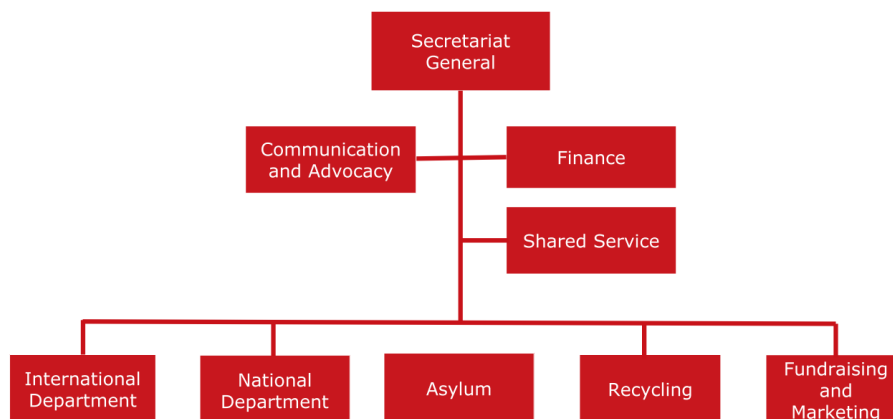 Secretariat
General
Communication
and Advocacy
Finance
Shared Service
International
Department
National
Department
Asylum
Recycling
Fundraising
and
Marketing